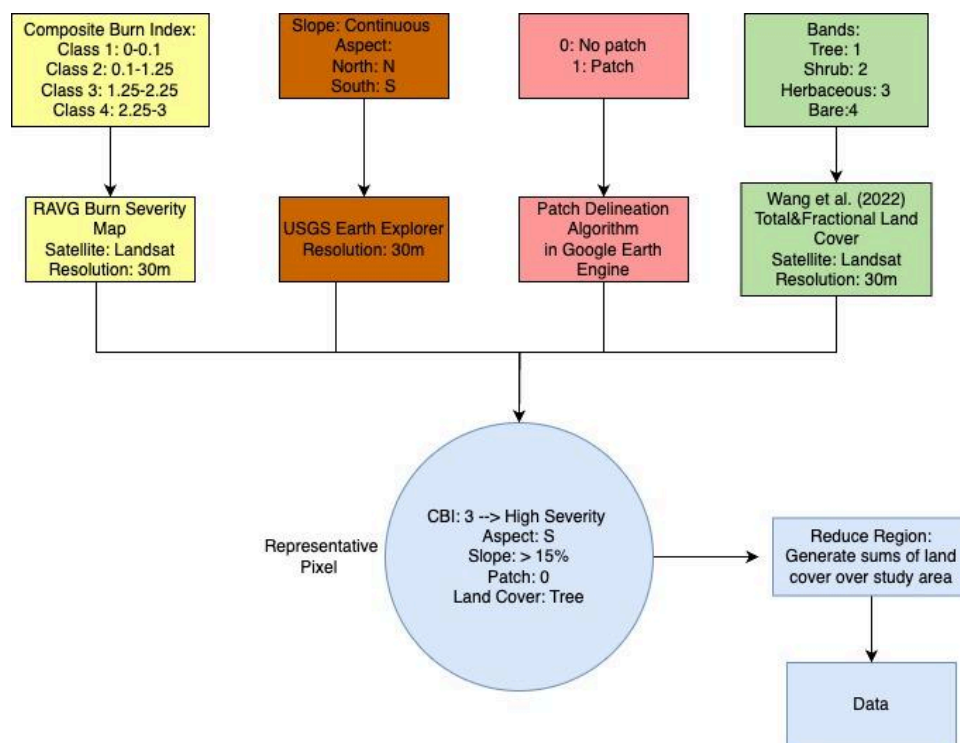 Composite Burn Index:
Class 1: 0-0.1
Class 2: 0.1-1.25
Class 3: 1.25-2.25
Class 4: 2.25-3
Slope: Continuous
Aspect:
North: N
South: S
0: No patch
1: Patch
Bands:
Tree: 1
Shrub: 2
Herbaceous: 3
Bare:4
RAVG Burn Severity
Map
Satellite: Landsat
Resolution: 30m
USGS Earth Explorer
Resolution: 30m
Patch Delineation
Algorithm
in Google Earth
Engine
Wang et al. (2022)
Total&Fractional Land
Cover
Satellite: Landsat
Resolution: 30m
Representative
Pixel
CBI: 3 --> High Severity
Aspect: S
Slope: > 15%
Patch: 0
Land Cover: Tree
Reduce Region:
Generate sums of land
cover over study area
Data